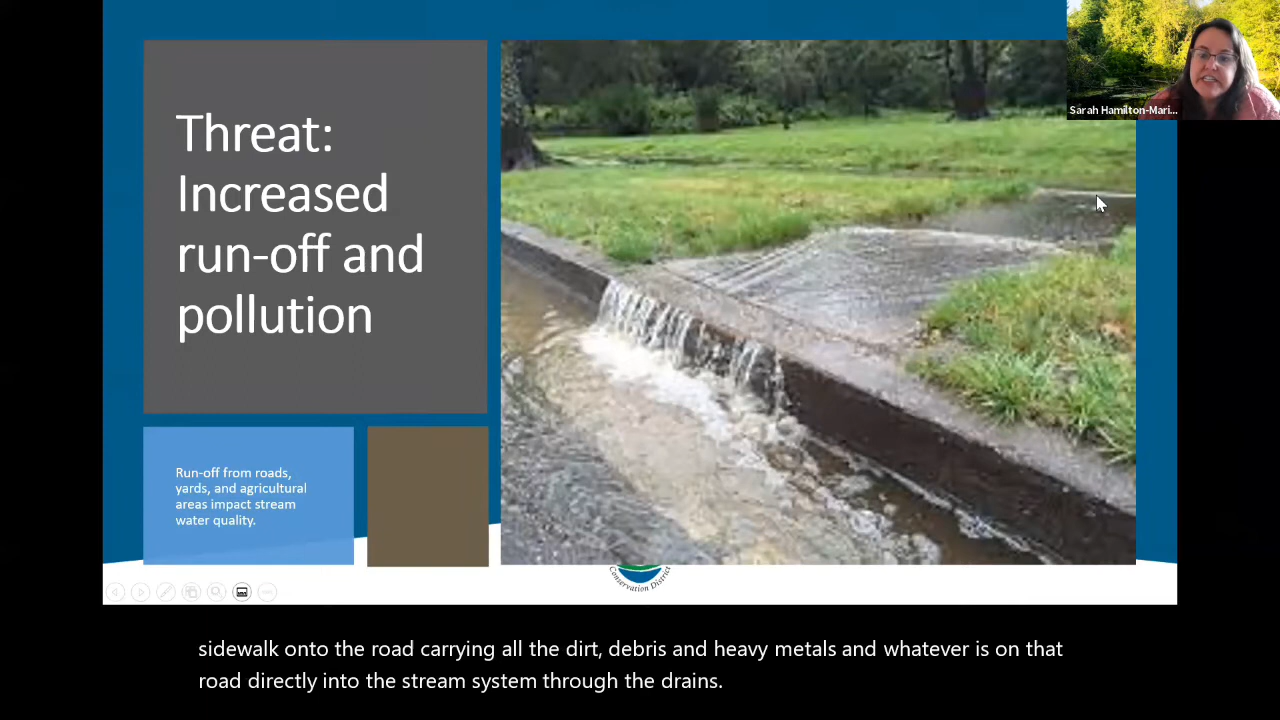 Threat:
Increased
run-off and
pollution
Sarah Hamilton-Mari...
Run-off from roads,
yards, and agricultural
areas impact stream
water quality.
Conservation District
sidewalk onto the road carrying all the dirt, debris and heavy metals and whatever is on that
road directly into the stream system through the drains.